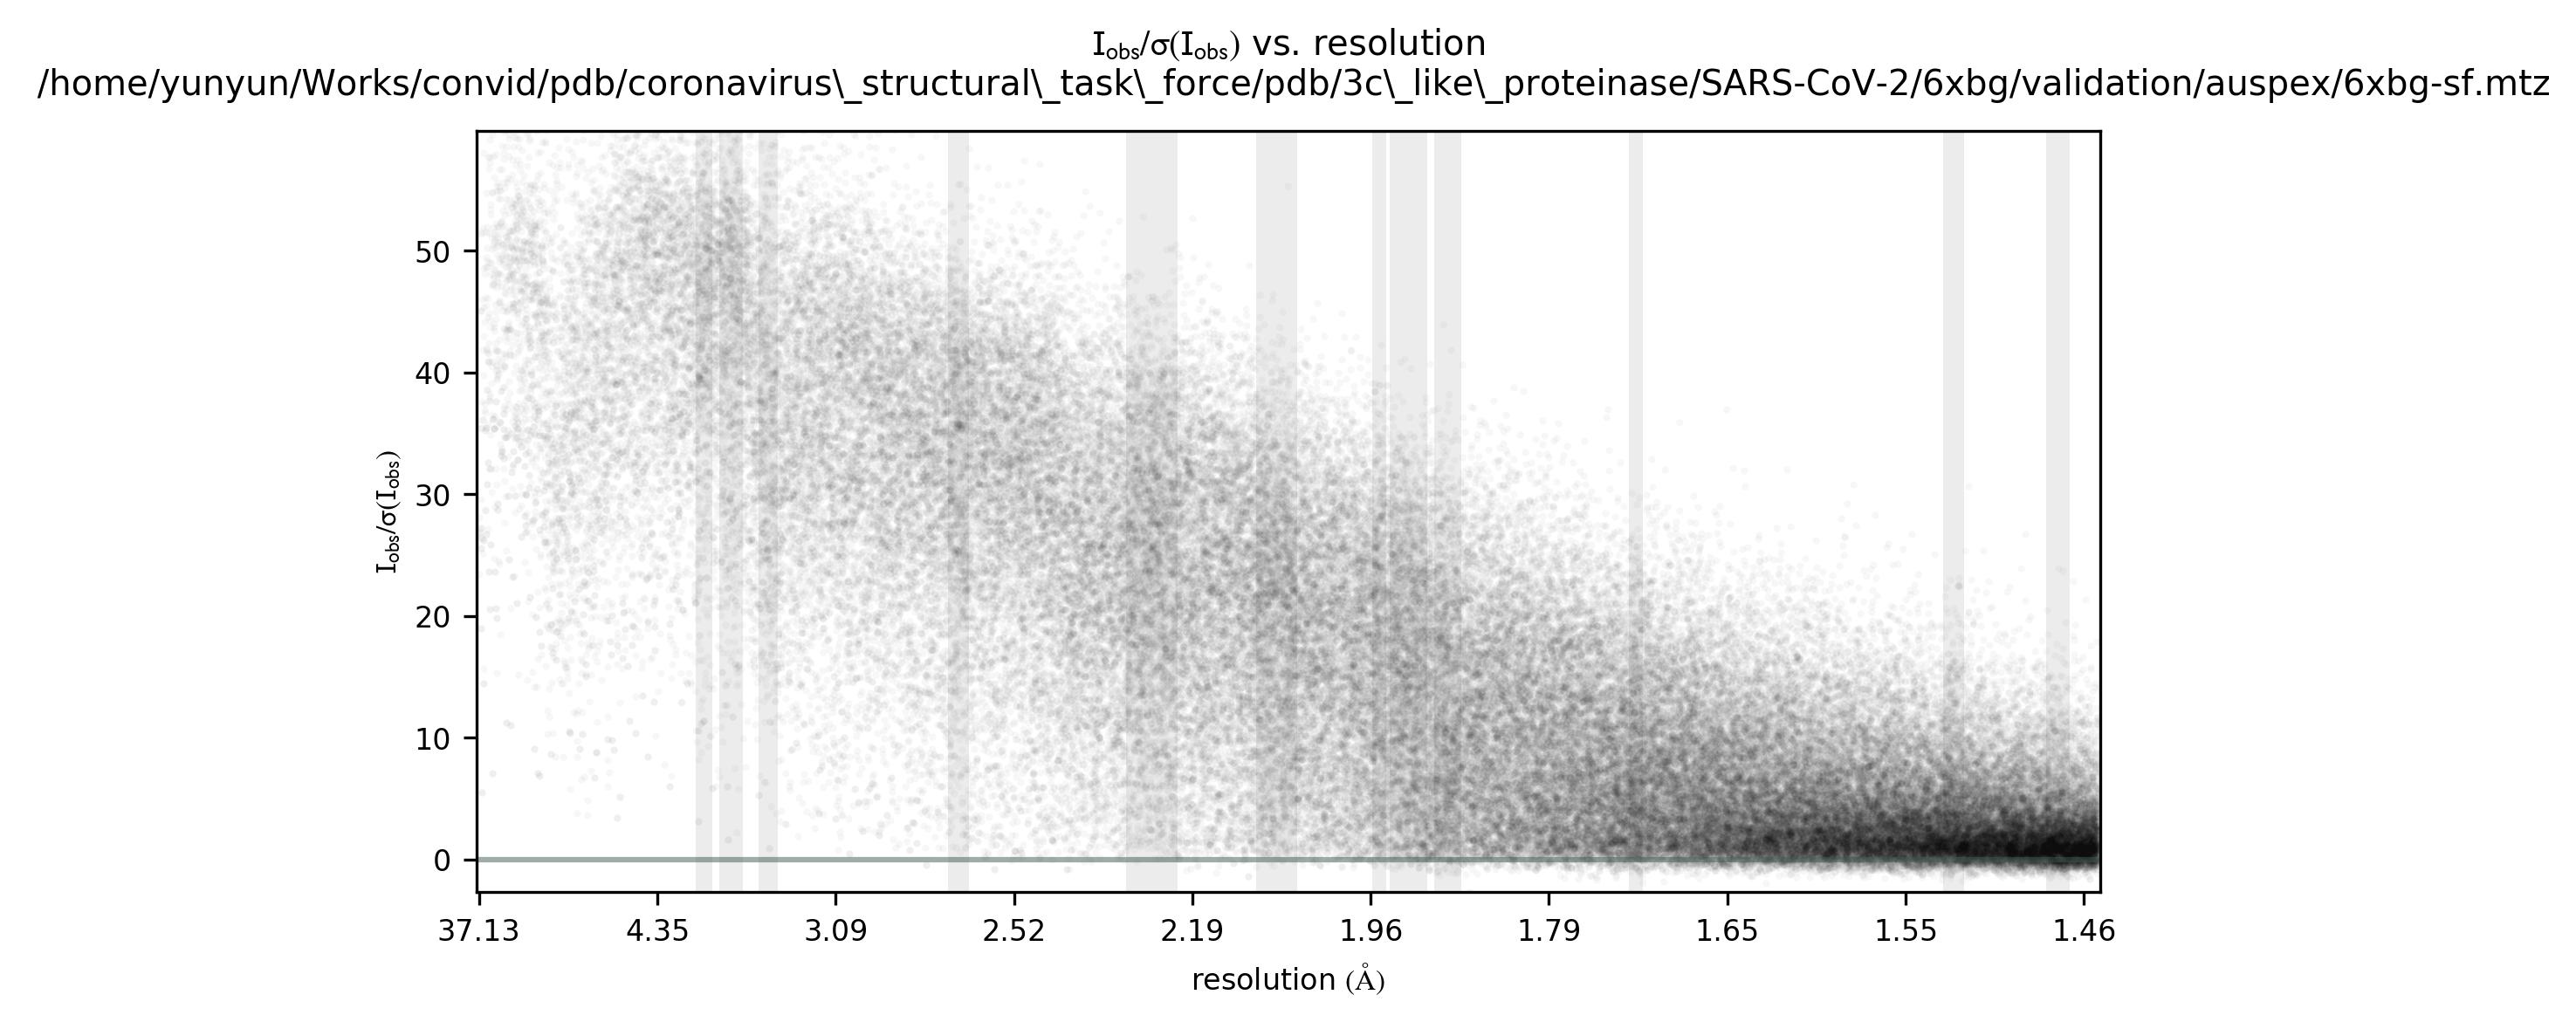 Iobs/σ(Iobs) vs. resolution
/home/yunyun/Works/convid/pdb/coronavirus\_structural\_task\_force/pdb/3c\_like\_proteinase/SARS-CoV-2/6xbg/validation/auspex/6xbg-sf.mtz
Iobs/σ(Iobs)
50
40
30
20
10
0
37.13 4.35 3.09 2.52 2.19 1.96 1.79 1.65 1.55 1.46
resolution (Å)